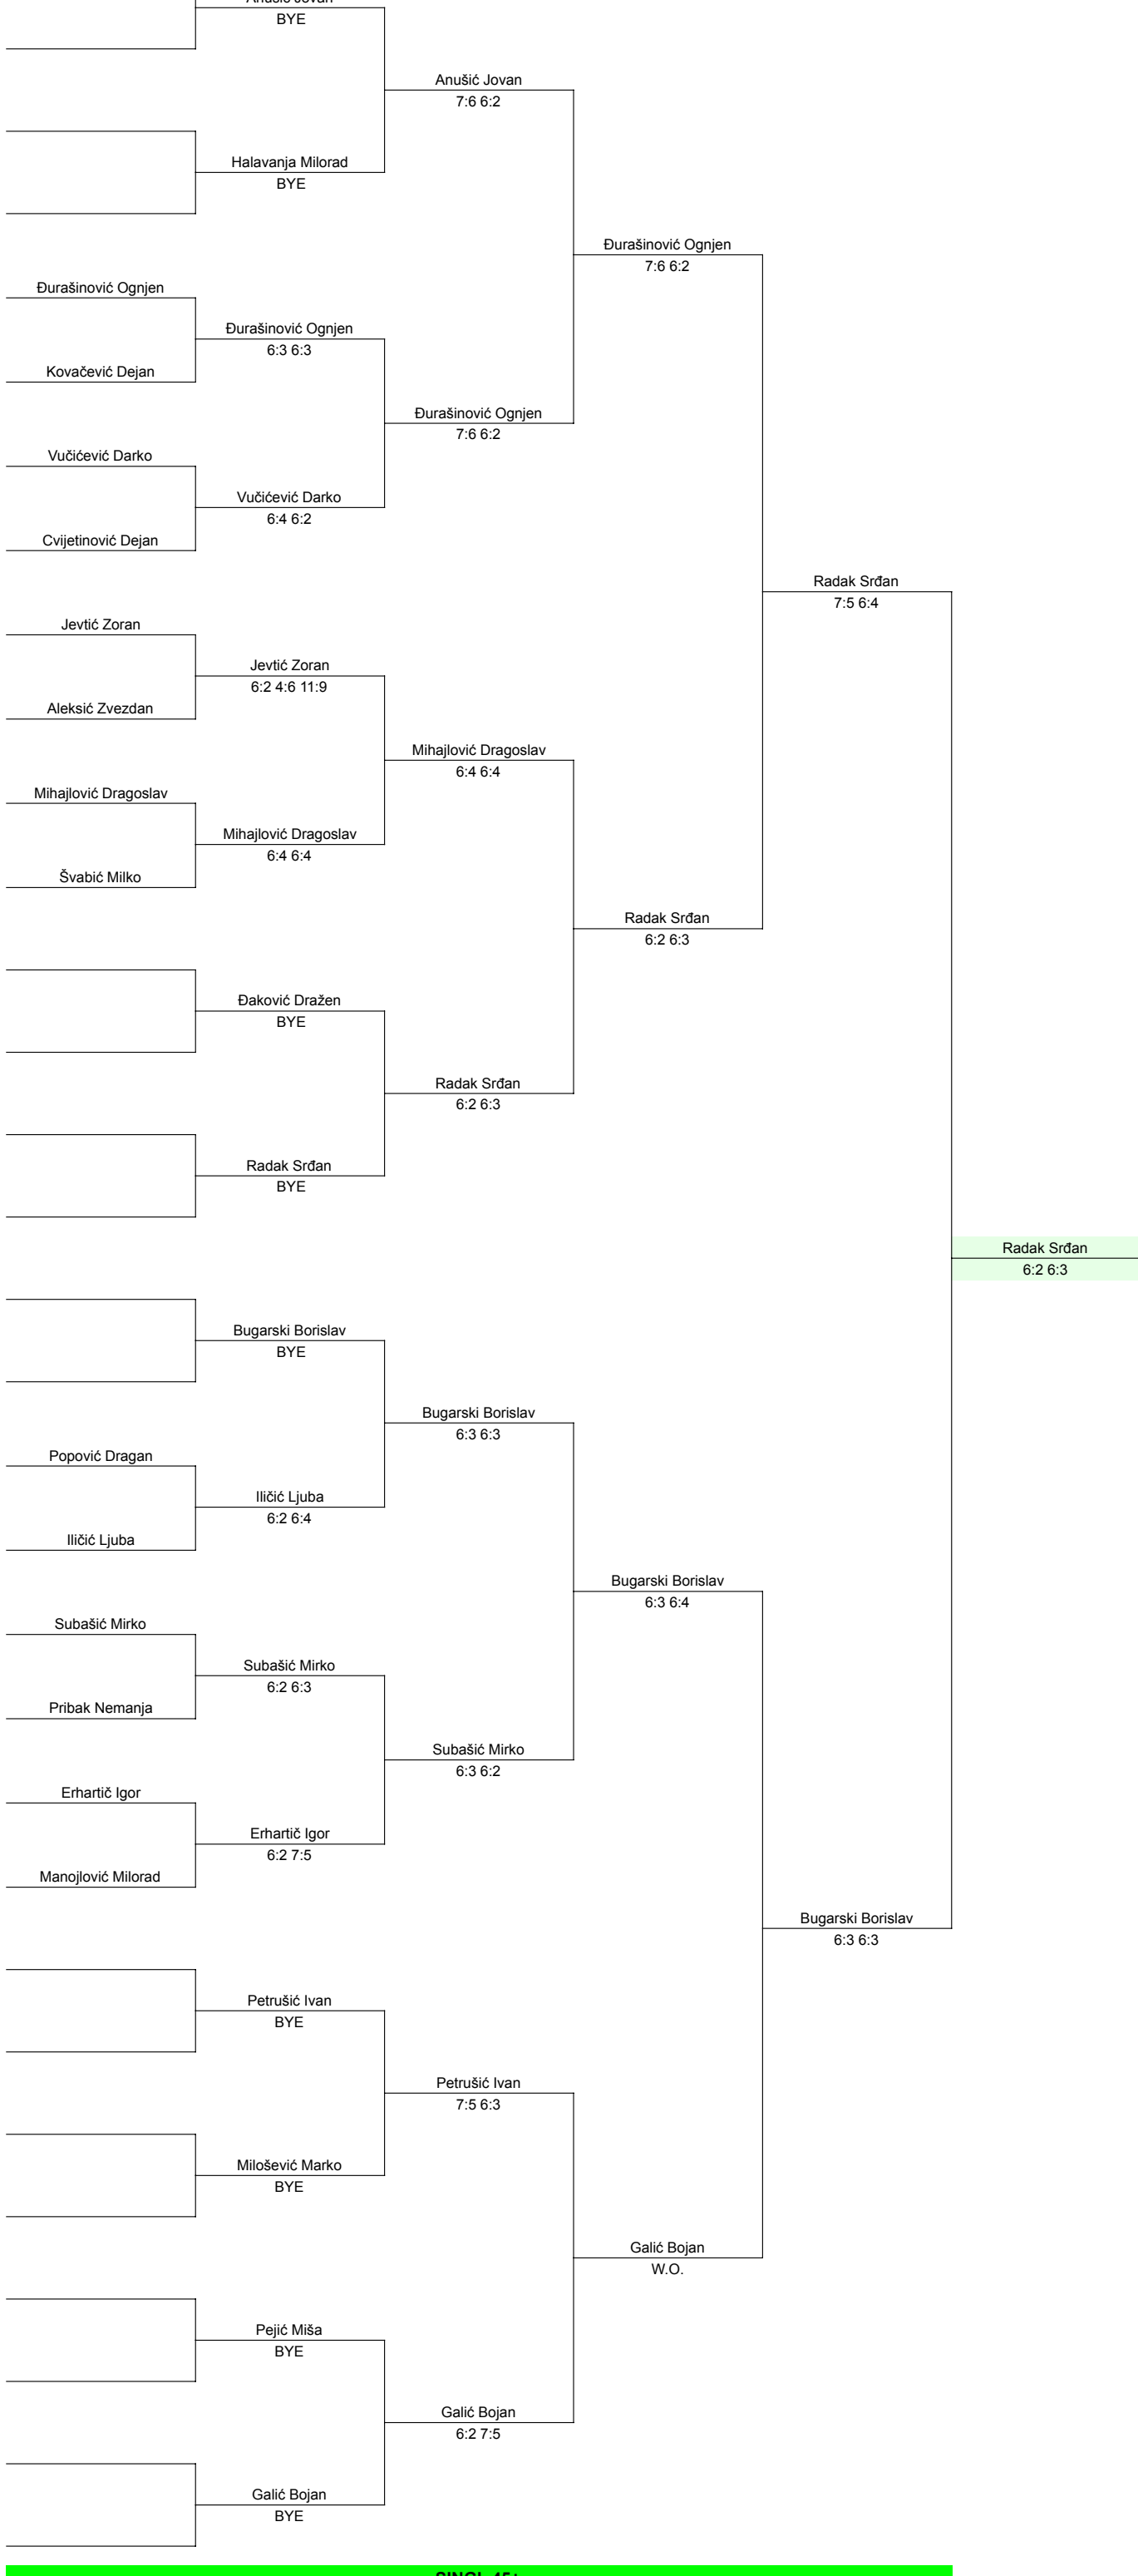 Anušić Jovan
BYE
Anušić Jovan
7:6 6:2
Halavanja Milorad
BYE
Đurašinović Ognjen
7:6 6:2
Đurašinović Ognjen
Đurašinović Ognjen
6:3 6:3
Kovačević Dejan
Đurašinović Ognjen
7:6 6:2
Vučićević Darko
Vučićević Darko
6:4 6:2
Cvijetinović Dejan
Radak Srđan
7:5 6:4
Jevtić Zoran
Jevtić Zoran
6:2 4:6 11:9
Aleksić Zvezdan
Mihajlović Dragoslav
6:4 6:4
Mihajlović Dragoslav
Mihajlović Dragoslav
6:4 6:4
Švabić Milko
Radak Srđan
6:2 6:3
Đaković Dražen
BYE
Radak Srđan
6:2 6:3
Radak Srđan
BYE
Radak Srđan
6:2 6:3
Bugarski Borislav
BYE
Bugarski Borislav
6:3 6:3
Popović Dragan
Iličić Ljuba
6:2 6:4
Iličić Ljuba
Bugarski Borislav
6:3 6:4
Subašić Mirko
Subašić Mirko
6:2 6:3
Pribak Nemanja
Subašić Mirko
6:3 6:2
Erhartič Igor
Erhartič Igor
6:2 7:5
Manojlović Milorad
Bugarski Borislav
6:3 6:3
Petrušić Ivan
BYE
Petrušić Ivan
7:5 6:3
Milošević Marko
BYE
Galić Bojan
W.O.
Pejić Miša
BYE
Galić Bojan
6:2 7:5
Galić Bojan
BYE